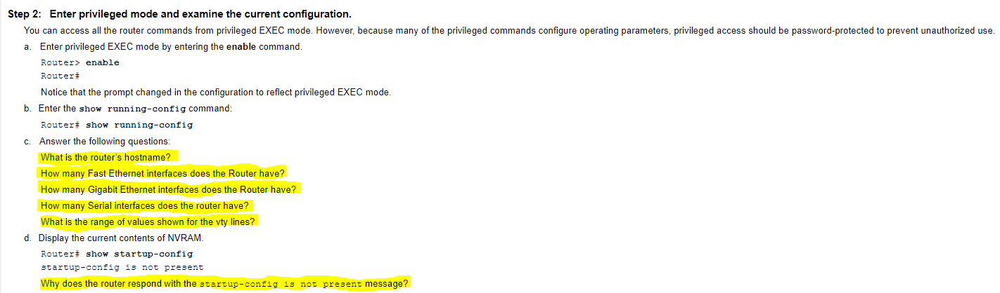 Step 2: Enter privileged mode and examine the current configuration.
You can access all the router commands from privileged EXEC mode. However, because many of the privileged commands configure operating parameters, privileged access should be password-protected to prevent unauthorized use.
a. Enter privileged EXEC mode by entering the enable command.
Router> enable
Router#
Notice that the prompt changed in the configuration to reflect privileged EXEC mode.
b. Enter the show running-config command:
Router# show running-config
c. Answer the following questions:
What is the router's hostname?
How many Fast Ethernet interfaces does the Router have?
How many Gigabit Ethernet interfaces does the Router have?
How many Serial interfaces does the router have?
What is the range of values shown for the vty lines?
d. Display the current contents of NVRAM.
Router# show startup-config
startup-config is not present
Why does the router respond with the startup-config is not present message?